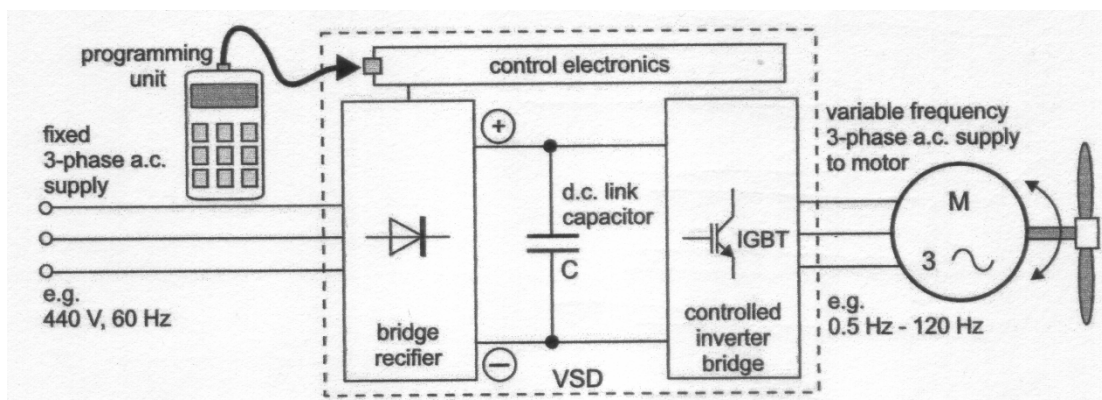 programming
unit
control electronics
fixed
3-phase a.c.
supply
+
variable frequency
3-phase a.c. supply
to motor
d.c. link
capacitor
IGBT
C
M
3
e.g.
440 V, 60 Hz
bridge
recifier
controlled
inverter
bridge
e.g.
0.5 Hz - 120 Hz
−
VSD